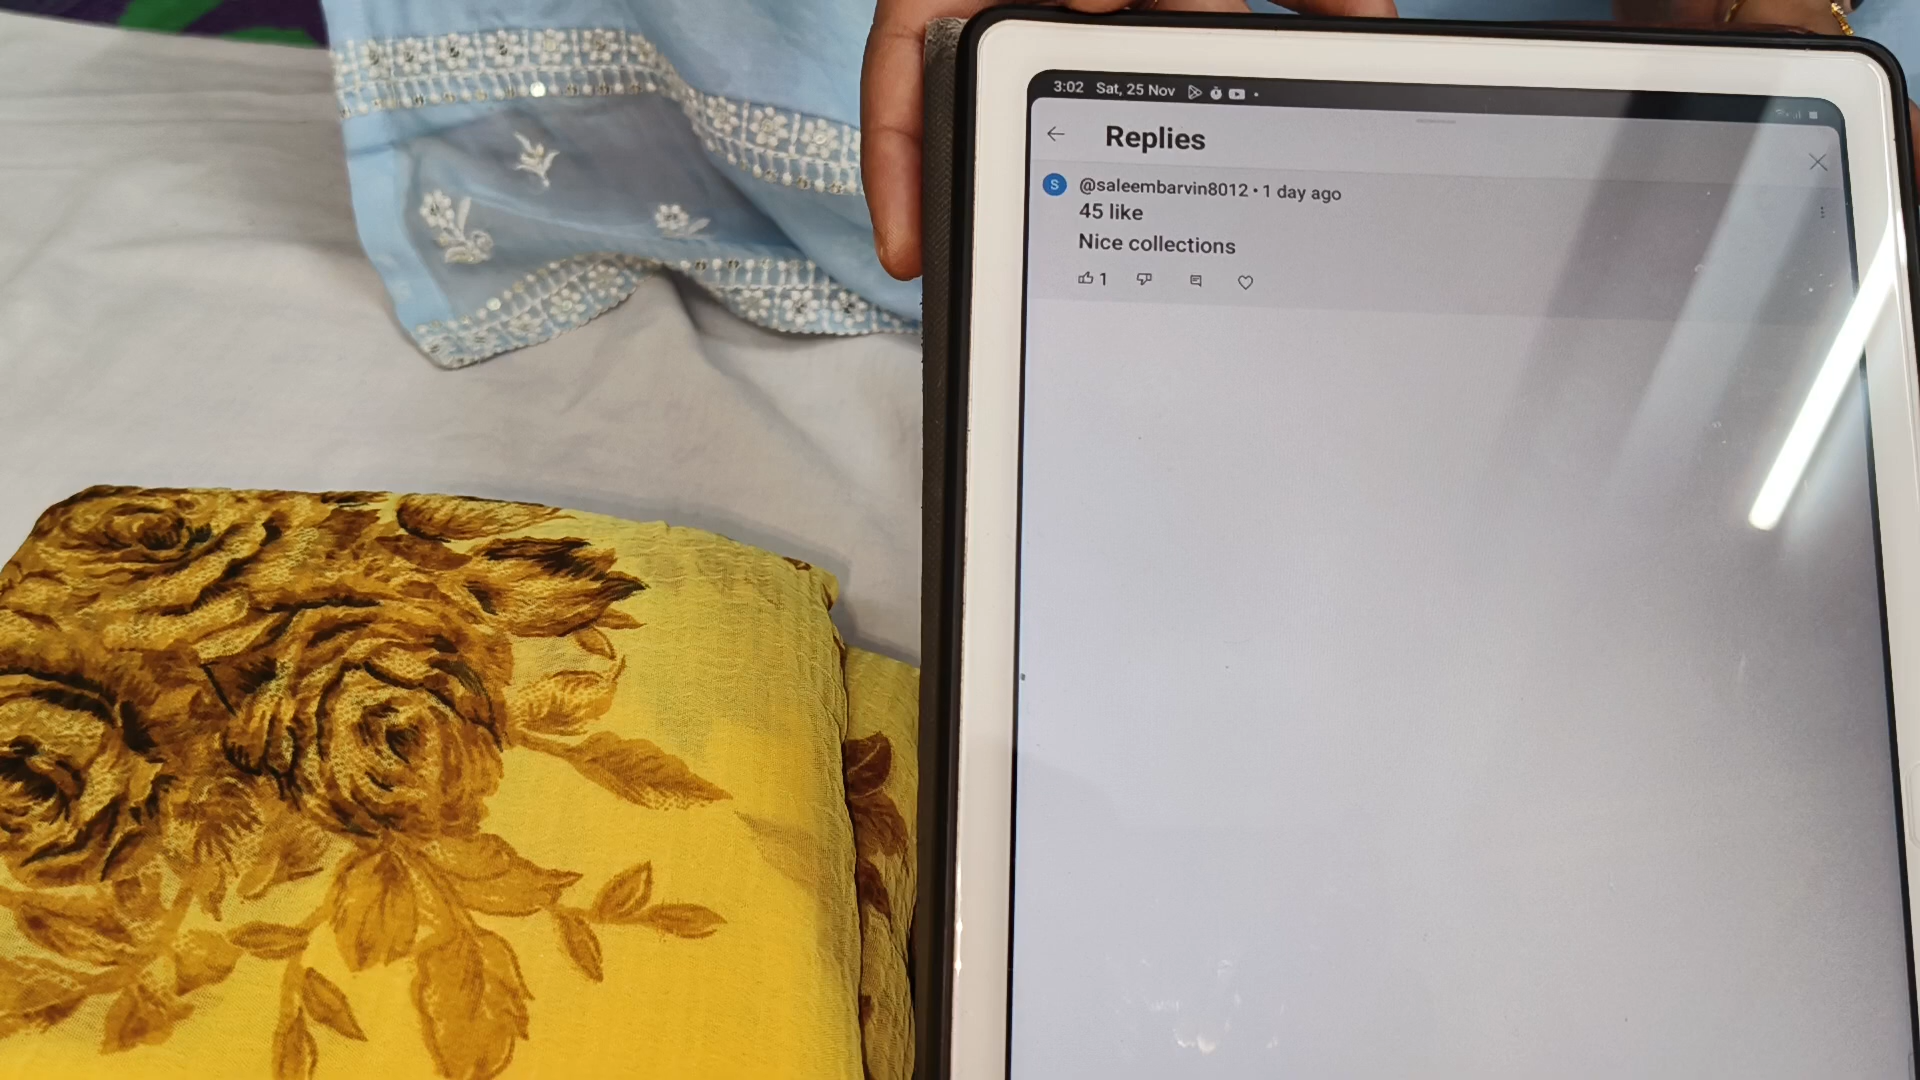 3:02 Sat, 25 Nov
Replies
S @saleembarvin8012 • 1 day ago
45 like
Nice collections
1